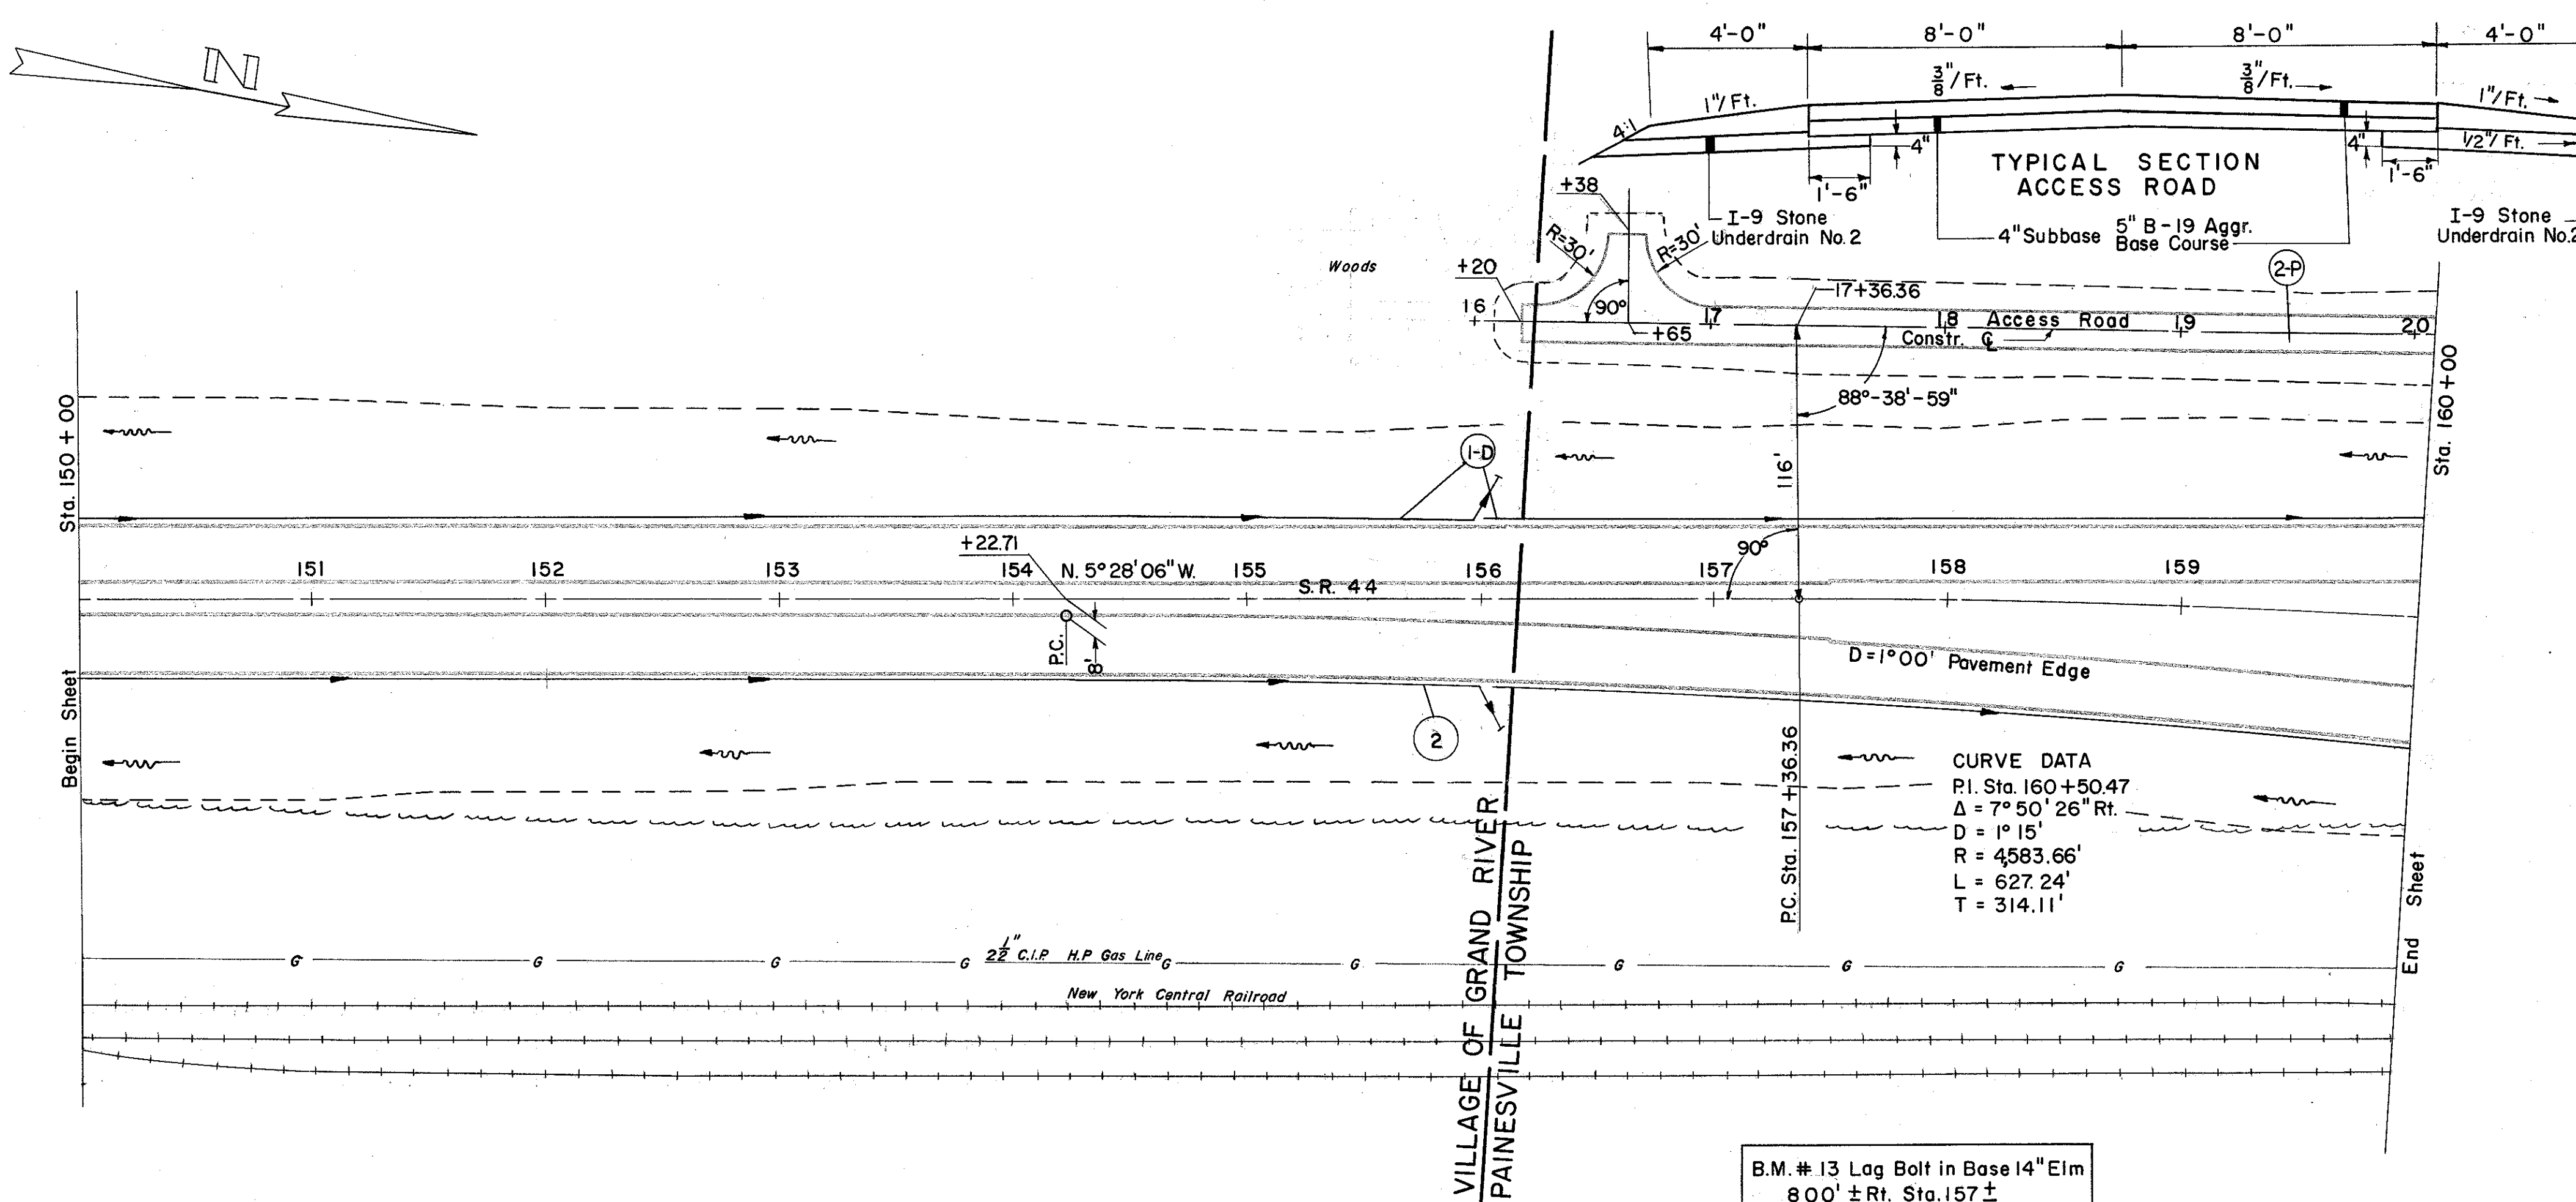 N
4'-0" 8'-0" 8'-0" 4'-0"
3/8"/Ft. 3/8"/Ft.
1"/Ft. 1"/Ft.
4:1
4" 4" 1/2"/Ft.
1'-6" 1'-6"
TYPICAL SECTION
ACCESS ROAD
I-9 Stone
Underdrain No.2
4" Subbase
5" B-19 Aggr.
Base Course
I-9 Stone
Underdrain No.2
+38
R=30' R=30'
Woods
+20
16
90°
+65
17
17+36.36
18 Access Road 19 20
Constr. ℄
2-P
88°-38'-59"
116'
90°
Sta. 150+00
Begin Sheet
Sta. 160+00
End Sheet
1-D
+22.71
151 152 153 154 N. 5°28'06"W. 155 156 157 158 159
S.R. 44
P.C.
8'
D=1°00' Pavement Edge
2
P.C. Sta. 157+36.36
CURVE DATA
P.I. Sta. 160+50.47
Δ = 7°50'26" Rt.
D = 1°15'
R = 4,583.66'
L = 627.24'
T = 314.11'
G G G G 2 1/2" C.I.P. H.P Gas Line G G G G G
New York Central Railroad
VILLAGE OF GRAND RIVER
PAINESVILLE TOWNSHIP
B.M. # 13 Lag Bolt in Base 14" Elm
800' ± Rt. Sta. 157 ±